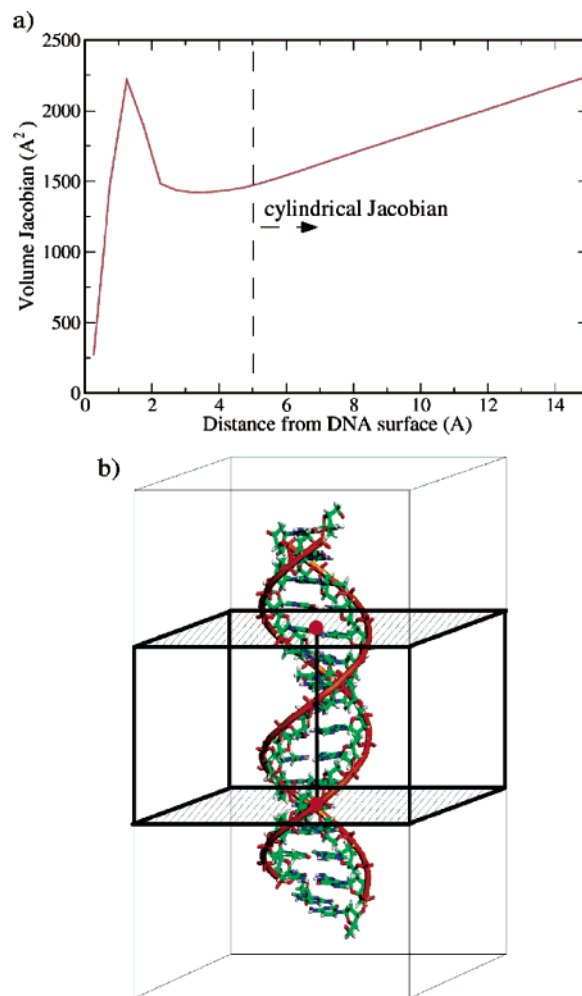 a)
2500
2000
1500
1000
500
0
Volume Jacobian (A²)
cylindrical Jacobian
0 2 4 6 8 10 12 14
Distance from DNA surface (A)
b)